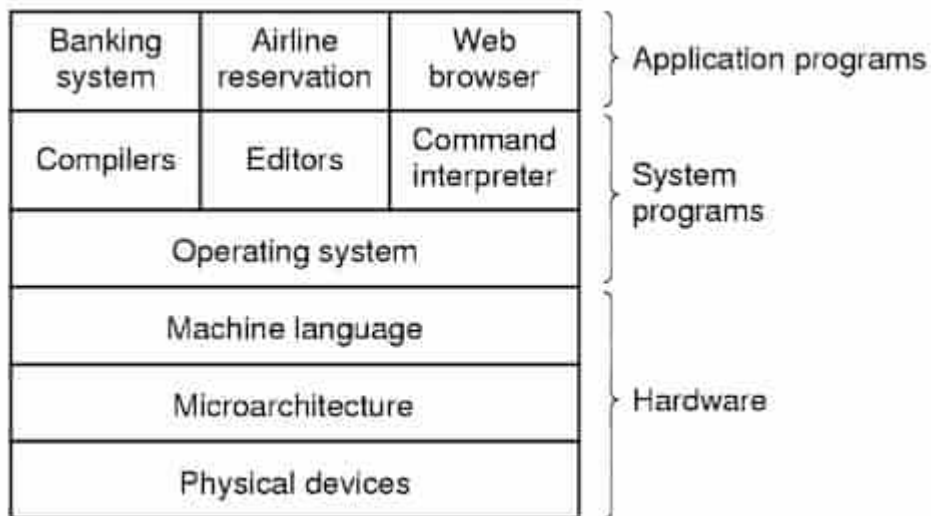 Banking
system
Airline
reservation
Web
browser
Application programs
Compilers
Editors
Command
interpreter
System
programs
Operating system
Machine language
Microarchitecture
Hardware
Physical devices